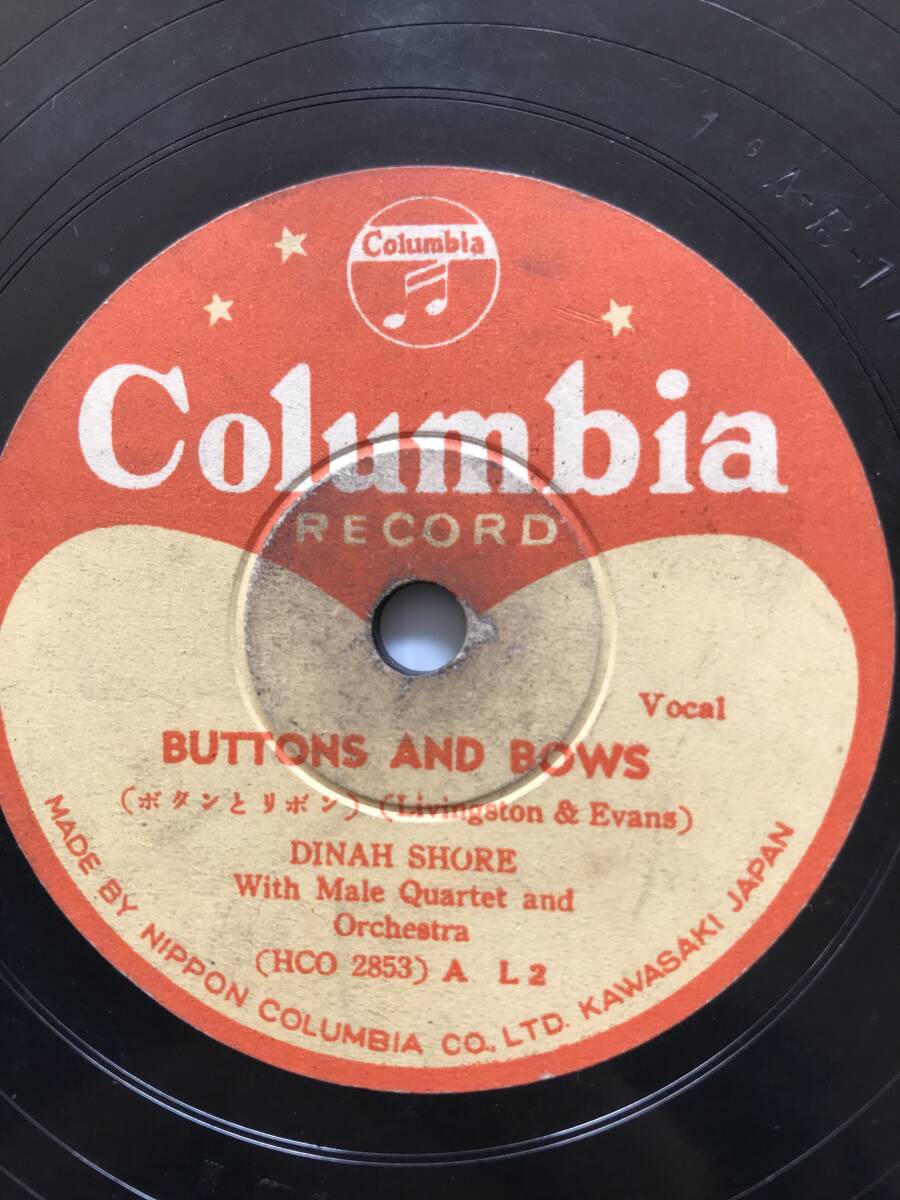 Columbia
Columbia
RECORD
Vocal
BUTTONS AND BOWS
(ボタンとリボン) (Livingston & Evans)
DINAH SHORE
With Male Quartet and
Orchestra
(HCO 2853) A L2
MADE BY NIPPON COLUMBIA CO., LTD. KAWASAKI JAPAN